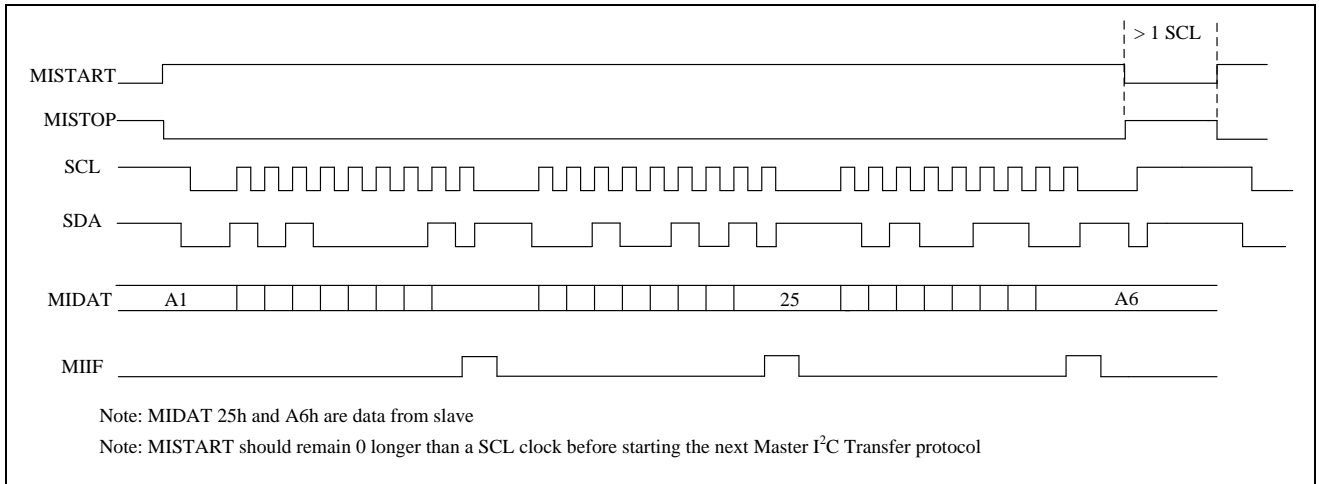 > 1 SCL
MISTART
MISTOP
SCL
SDA
MIDAT A1 25 A6
MIIF
Note: MIDAT 25h and A6h are data from slave
Note: MISTART should remain 0 longer than a SCL clock before starting the next Master I²C Transfer protocol